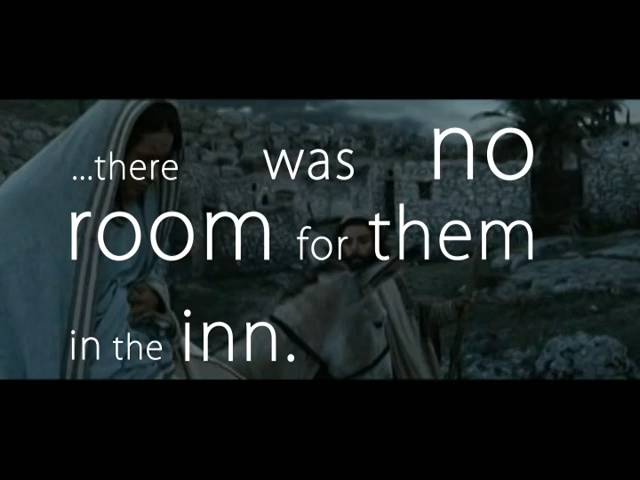 ...there was no
room for them
in the inn.